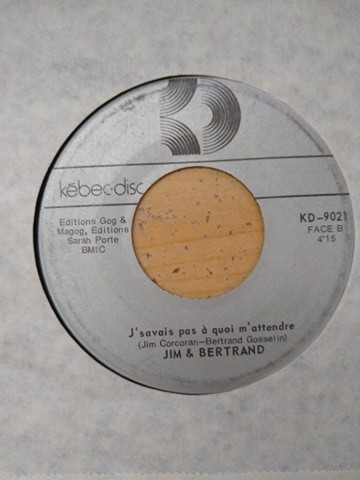 kébec-disc
Editions Gog &
Magog, Editions
Sarah Porte
BMIC
KD-9021
FACE B
4'15
J'savais pas à quoi m'attendre
(Jim Corcoran-Bertrand Gosselin)
JIM & BERTRAND